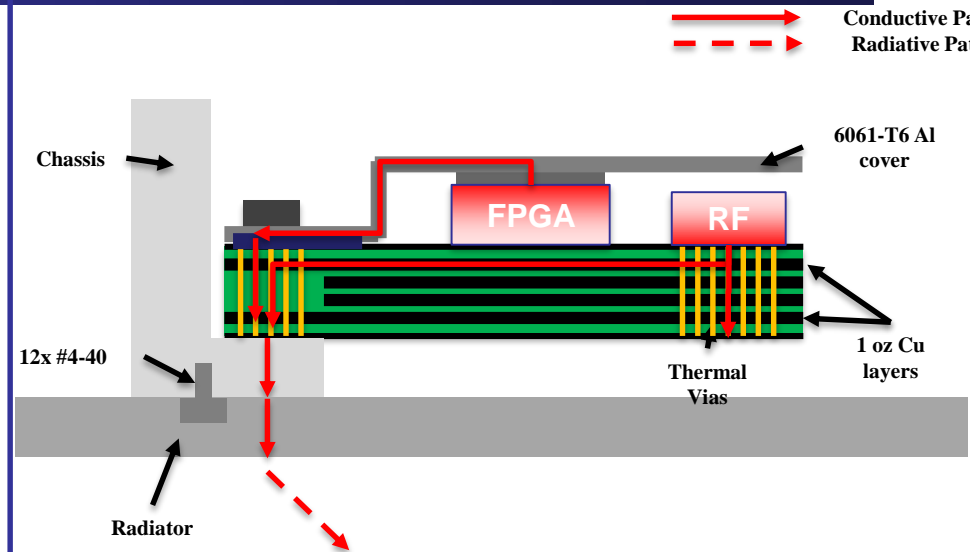 Conductive Pa
Radiative Pat
6061-T6 Al
cover
Chassis
FPGA
RF
12x #4-40
Thermal
Vias
1 oz Cu
layers
Radiator